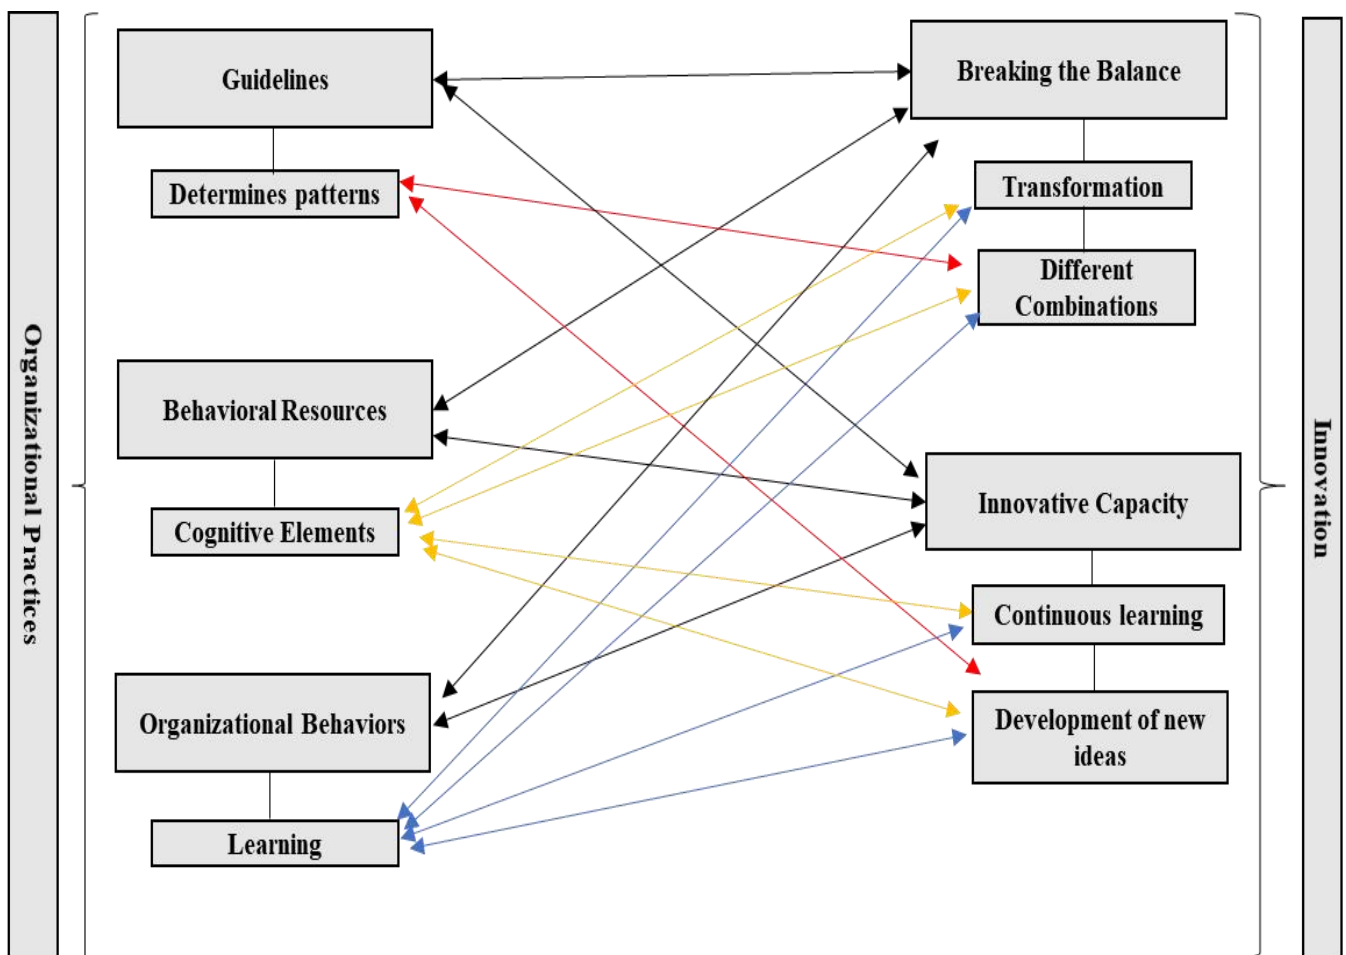 Organizational Practices
Guidelines
Determines patterns
Behavioral Resources
Cognitive Elements
Organizational Behaviors
Learning
Breaking the Balance
Transformation
Different
Combinations
Innovative Capacity
Continuous learning
Development of new
ideas
Innovation